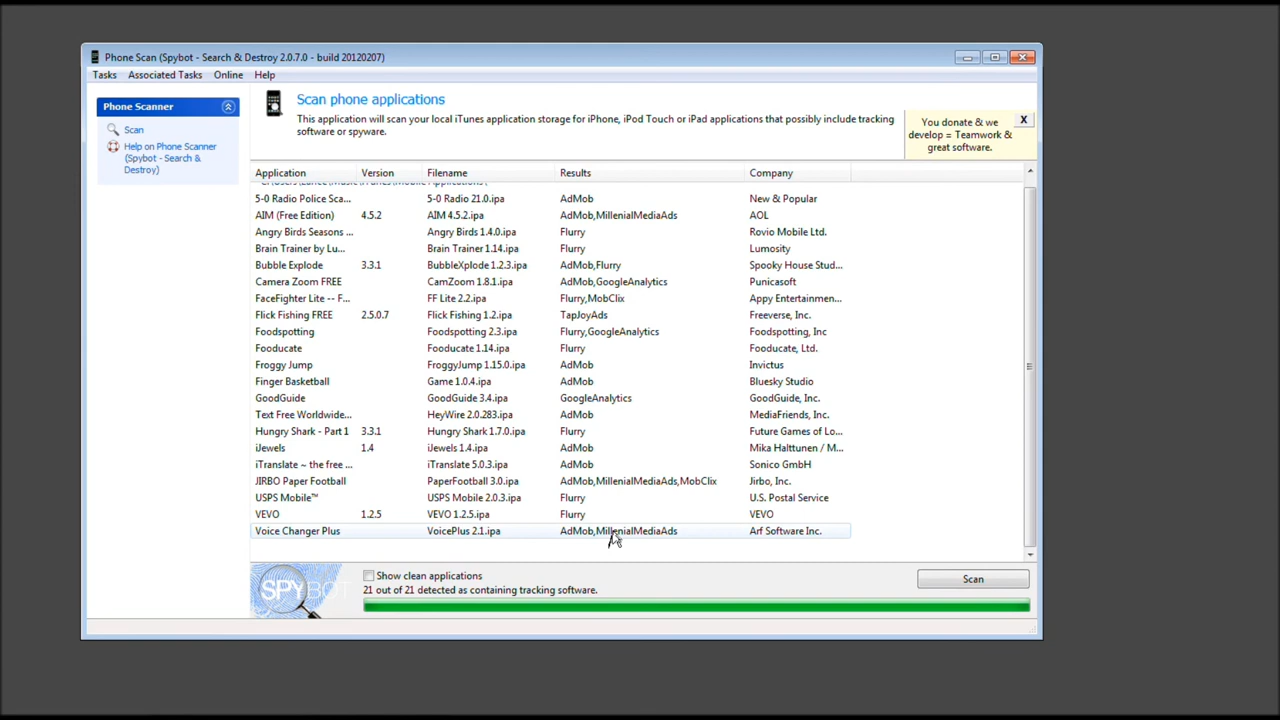 Phone Scan (Spybot - Search & Destroy 2.0.7.0 - build 20120207)
Tasks Associated Tasks Online Help
Phone Scanner
Scan
Help on Phone Scanner
(Spybot - Search &
Destroy)
Scan phone applications
This application will scan your local iTunes application storage for iPhone, iPod Touch or iPad applications that possibly include tracking
software or spyware.
You donate & we
develop = Teamwork &
great software.
X
Application Version Filename Results Company
5-0 Radio Police Sca... 5-0 Radio 21.0.ipa AdMob New & Popular
AIM (Free Edition) 4.5.2 AIM 4.5.2.ipa AdMob,MillenialMediaAds AOL
Angry Birds Seasons ... Angry Birds 1.4.0.ipa Flurry Rovio Mobile Ltd.
Brain Trainer by Lu... Brain Trainer 1.14.ipa Flurry Lumosity
Bubble Explode 3.3.1 BubbleXplode 1.2.3.ipa AdMob,Flurry Spooky House Stud...
Camera Zoom FREE CamZoom 1.8.1.ipa AdMob,GoogleAnalytics Punicasoft
FaceFighter Lite -- F... FF Lite 2.2.ipa Flurry,MobClix Appy Entertainmen...
Flick Fishing FREE 2.5.0.7 Flick Fishing 1.2.ipa TapJoyAds Freeverse, Inc.
Foodspotting Foodspotting 2.3.ipa Flurry,GoogleAnalytics Foodspotting, Inc
Fooducate Fooducate 1.14.ipa Flurry Fooducate, Ltd.
Froggy Jump FroggyJump 1.15.0.ipa AdMob Invictus
Finger Basketball Game 1.0.4.ipa AdMob Bluesky Studio
GoodGuide GoodGuide 3.4.ipa GoogleAnalytics GoodGuide, Inc.
Text Free Worldwide... HeyWire 2.0.283.ipa AdMob MediaFriends, Inc.
Hungry Shark - Part 1 3.3.1 Hungry Shark 1.7.0.ipa Flurry Future Games of Lo...
iJewels 1.4 iJewels 1.4.ipa AdMob Mika Halttunen / M...
iTranslate ~ the free ... iTranslate 5.0.3.ipa AdMob Sonico GmbH
JIRBO Paper Football PaperFootball 3.0.ipa AdMob,MillenialMediaAds,MobClix Jirbo, Inc.
USPS Mobile™ USPS Mobile 2.0.3.ipa Flurry U.S. Postal Service
VEVO 1.2.5 VEVO 1.2.5.ipa Flurry VEVO
Voice Changer Plus VoicePlus 2.1.ipa AdMob,MillenialMediaAds Arf Software Inc.
SPYBOT
Show clean applications
21 out of 21 detected as containing tracking software.
Scan